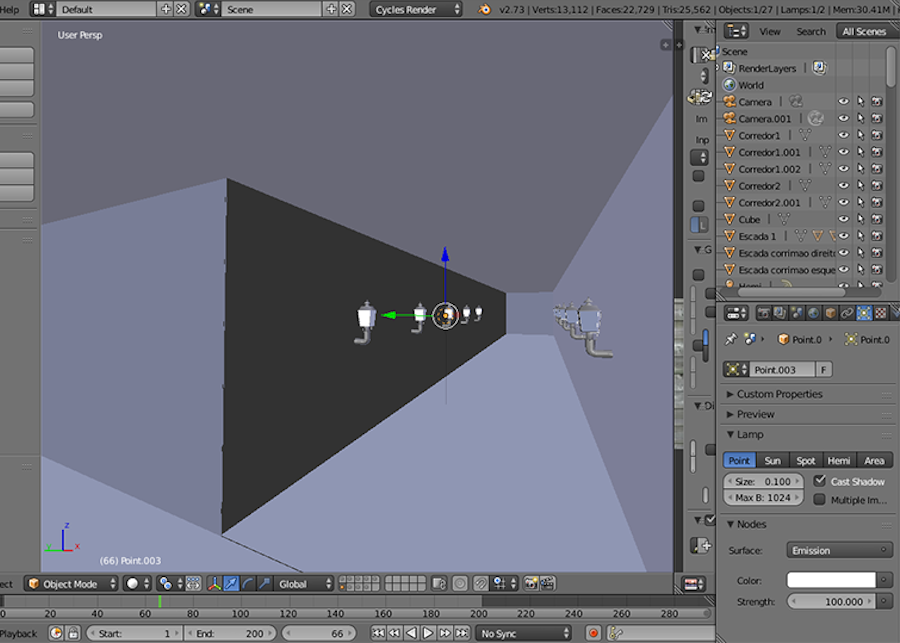 Help Default Scene Cycles Render v2.73 | Verts:13,112 | Faces:22,729 | Tris:25,562 | Objects:1/27 | Lamps:1/2 | Mem:30.41M |
User Persp
View Search All Scenes
Scene
RenderLayers |
World
Camera |
Camera.001 |
Corredor1 |
Corredor1.001 |
Corredor1.002 |
Corredor2 |
Corredor2.001 |
Cube |
Escada 1 |
Escada corrimao direito
Escada corrimao esque
Hemi
Im
Inp
G
Di
Point.0 Point.0
Point.003 F
Custom Properties
Preview
Lamp
Point Sun Spot Hemi Area
Size: 0.100 Cast Shadow
Max B: 1024 Multiple Im...
Nodes
Surface: Emission
Color:
Strength: 100.000
z
y x
(66) Point.003
ect Object Mode Global
0 20 40 60 80 100 120 140 160 180 200 220 240 260 280
Playback Start: 1 End: 200 66 No Sync